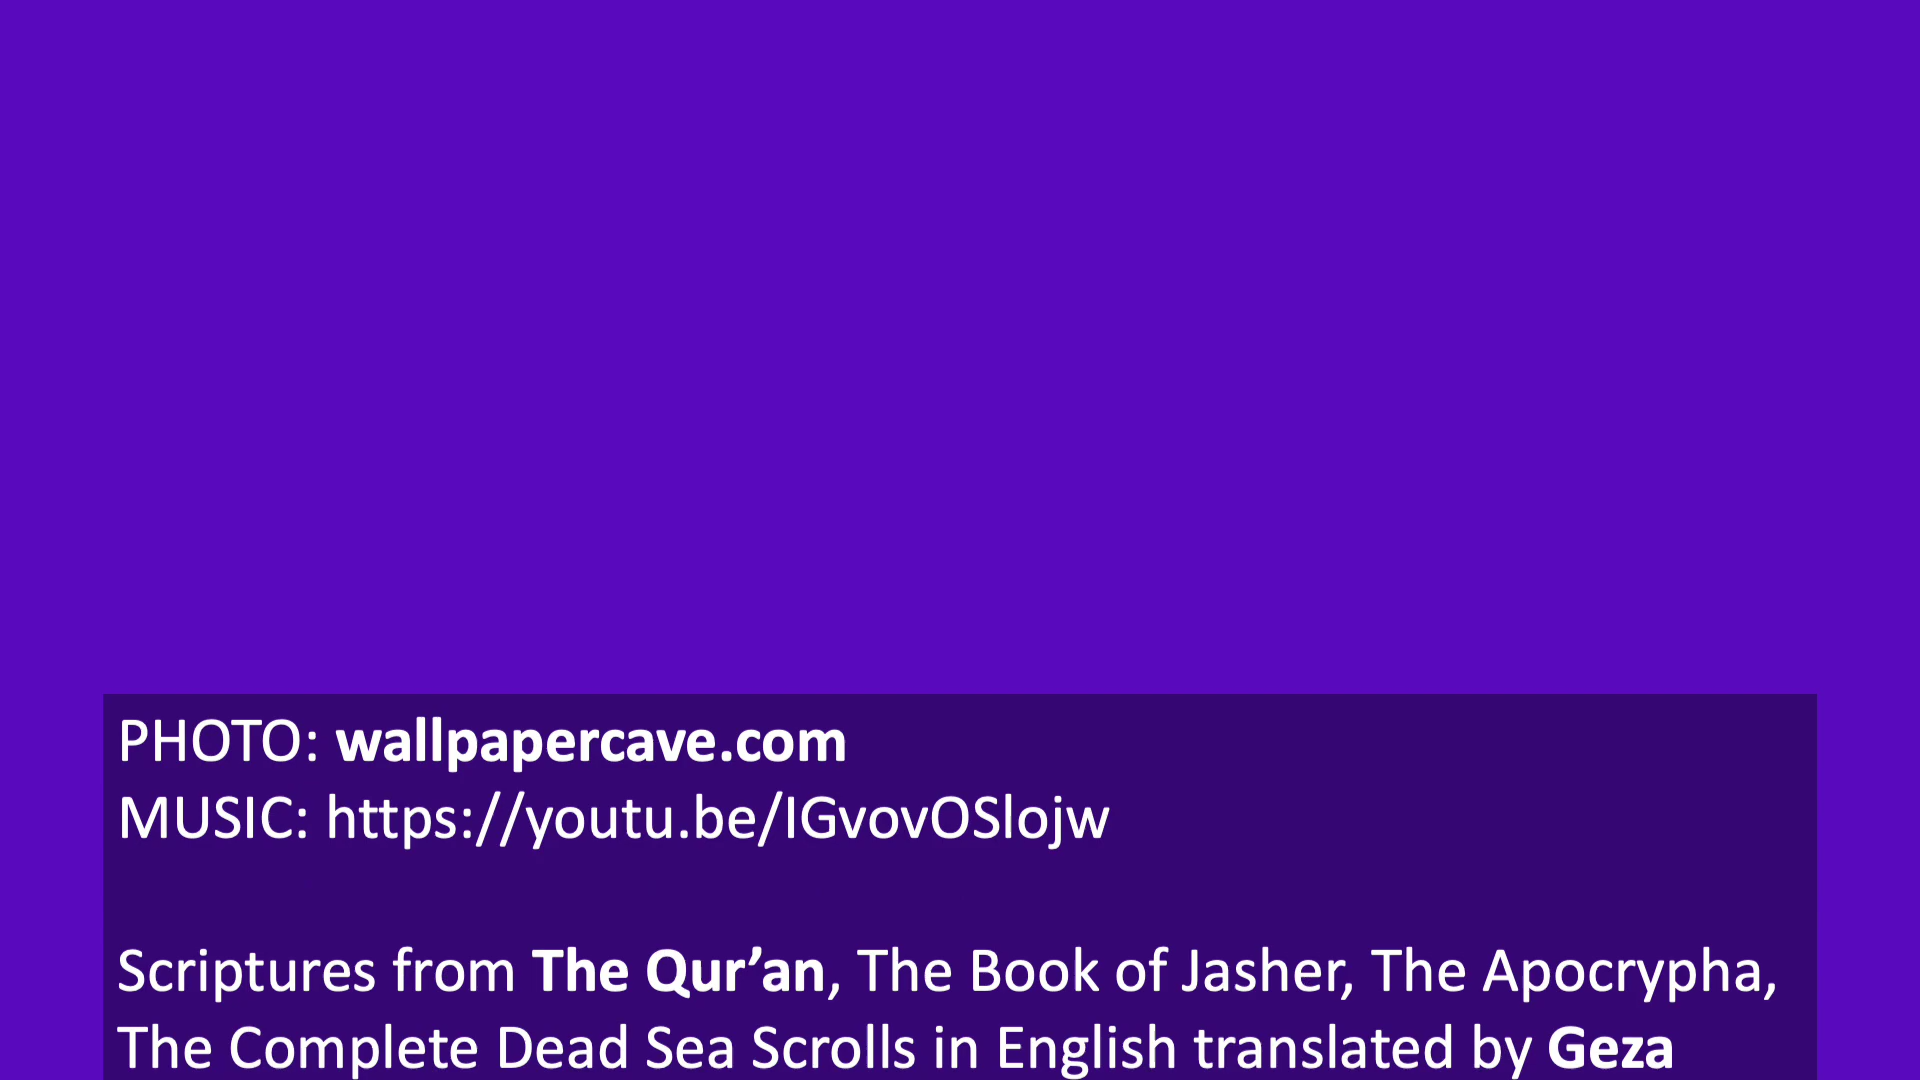 PHOTO: wallpapercave.com
MUSIC: https://youtu.be/IGvovOSlojw
Scriptures from The Qur’an, The Book of Jasher, The Apocrypha,
The Complete Dead Sea Scrolls in English translated by Geza